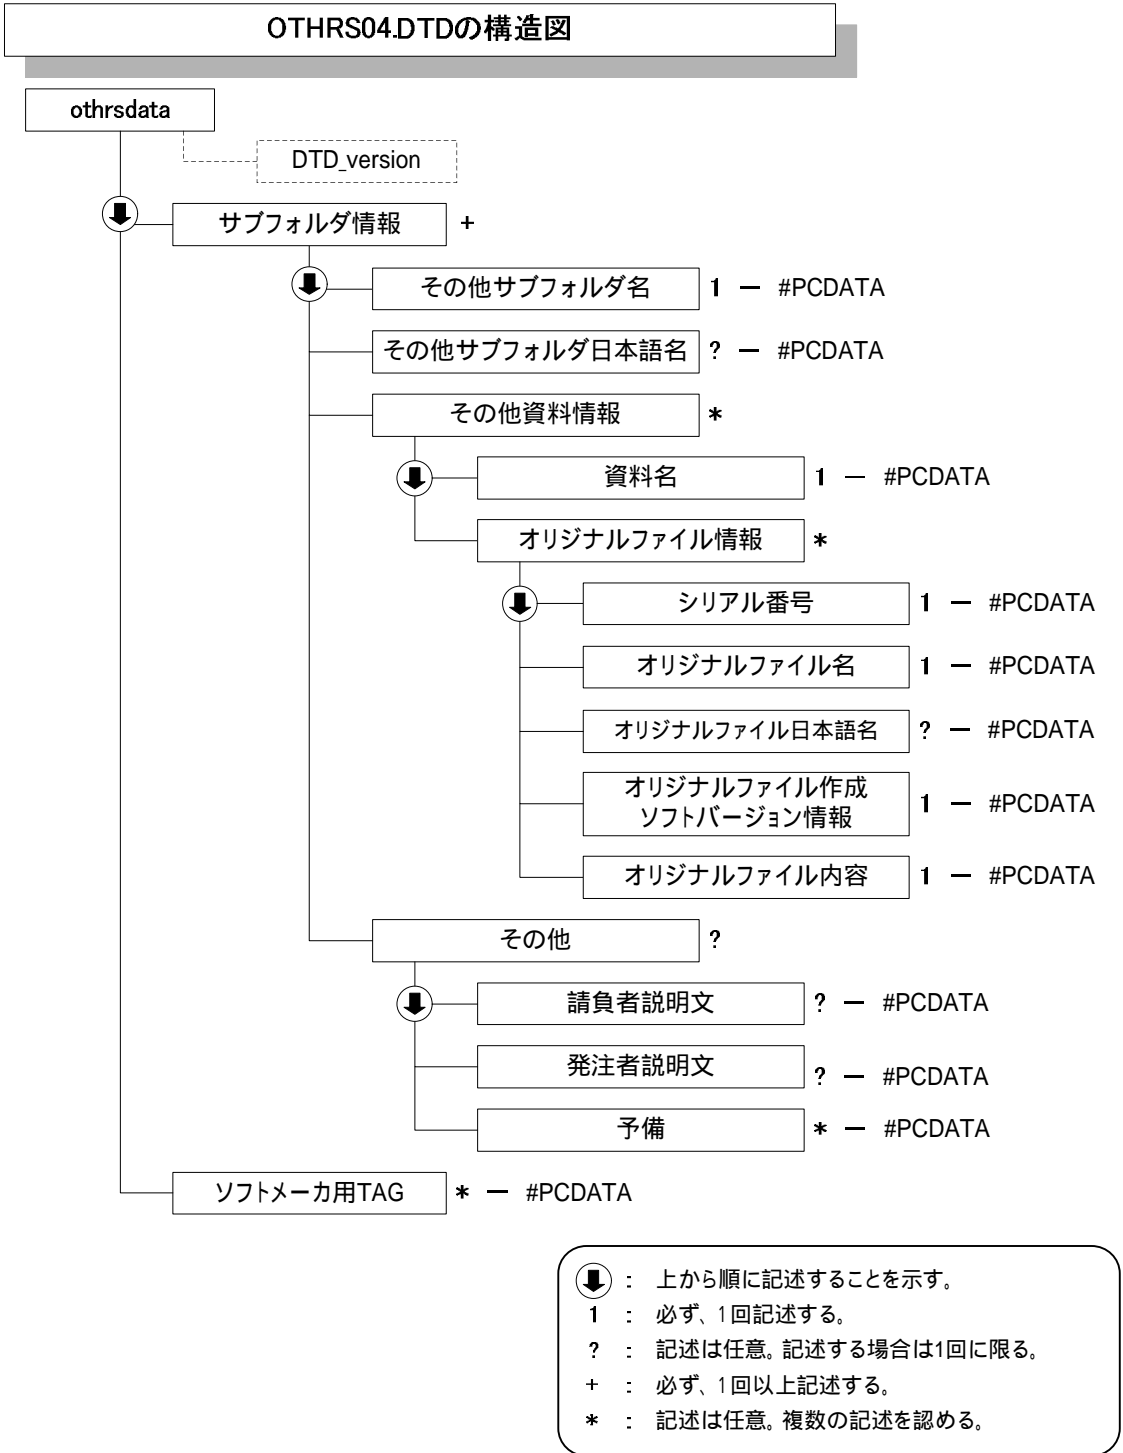 OTHRS04.DTDの構造図
othrsdata
DTD_version
サブフォルダ情報 +
その他サブフォルダ名 1 ― #PCDATA
その他サブフォルダ日本語名 ? ― #PCDATA
その他資料情報 *
資料名 1 ― #PCDATA
オリジナルファイル情報 *
シリアル番号 1 ― #PCDATA
オリジナルファイル名 1 ― #PCDATA
オリジナルファイル日本語名 ? ― #PCDATA
オリジナルファイル作成
ソフトバージョン情報 1 ― #PCDATA
オリジナルファイル内容 1 ― #PCDATA
その他 ?
請負者説明文 ? ― #PCDATA
発注者説明文 ? ― #PCDATA
予備 * ― #PCDATA
ソフトメーカ用TAG * ― #PCDATA
： 上から順に記述することを示す。
1 ： 必ず、1回記述する。
? ： 記述は任意。記述する場合は1回に限る。
+ ： 必ず、1回以上記述する。
* ： 記述は任意。複数の記述を認める。